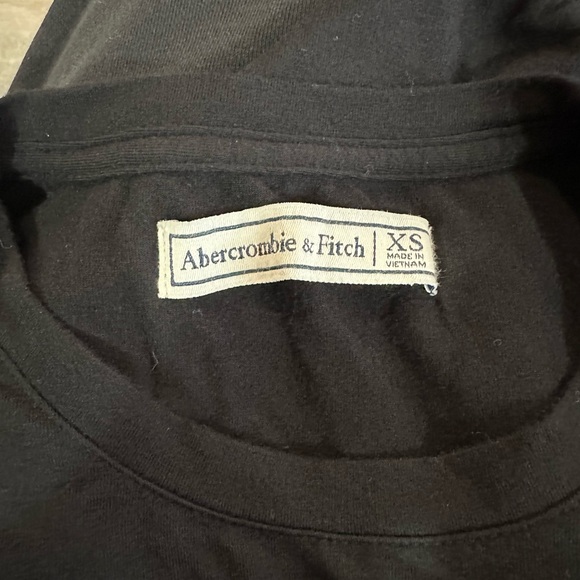 Abercrombie & Fitch
XS
MADE IN
VIETNAM